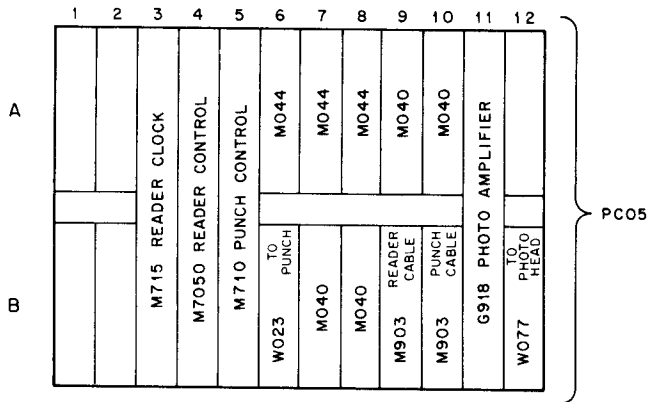 1 2 3 4 5 6 7 8 9 10 11 12
A
M715 READER CLOCK
M7050 READER CONTROL
M710 PUNCH CONTROL
M044
M044
M044
M040
M040
G918 PHOTO AMPLIFIER
PC05
B
TO
PUNCH
W023
M040
M040
READER
CABLE
M903
PUNCH
CABLE
M903
TO
PHOTO
HEAD
W077